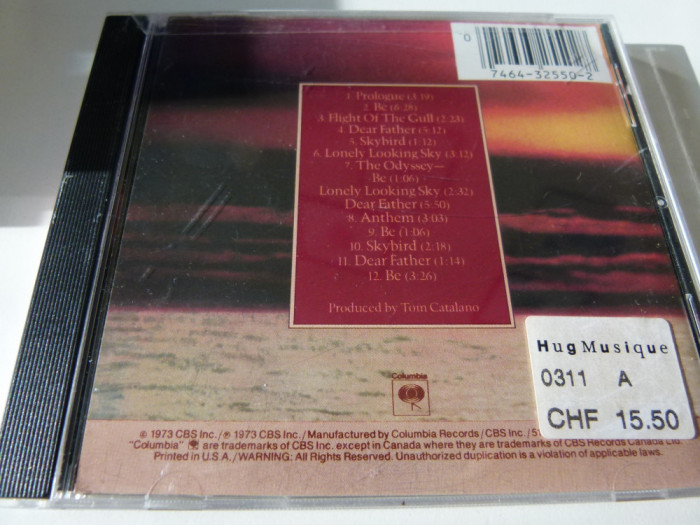 0
7464-32550-2
1. Prologue (3:19)
2. Be (6:28)
3. Flight Of The Gull (2:23)
4. Dear Father (5:12)
5. Skybird (1:12)
6. Lonely Looking Sky (3:12)
7. The Odyssey—
Be (1:06)
Lonely Looking Sky (2:32)
Dear Father (5:50)
8. Anthem (3:03)
9. Be (1:06)
10. Skybird (2:18)
11. Dear Father (1:14)
12. Be (3:26)
Produced by Tom Catalano
Columbia
Hug Musique
0311 A
CHF 15.50
© 1973 CBS Inc./℗ 1973 CBS Inc./Manufactured by Columbia Records/CBS Inc./
"Columbia" are trademarks of CBS Inc. except in Canada where they are trademarks of CBS Records Canada Ltd.
Printed in U.S.A./WARNING: All Rights Reserved. Unauthorized duplication is a violation of applicable laws.